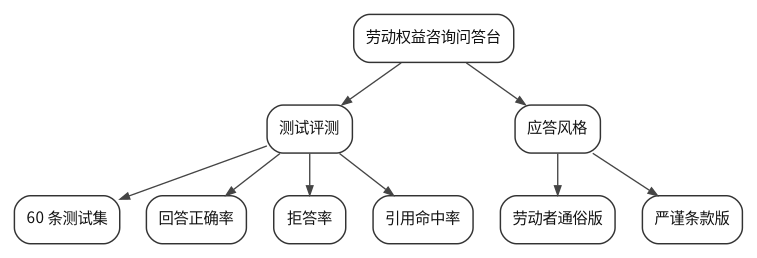 劳动权益咨询问答台
测试评测
应答风格
60 条测试集
回答正确率
拒答率
引用命中率
劳动者通俗版
严谨条款版